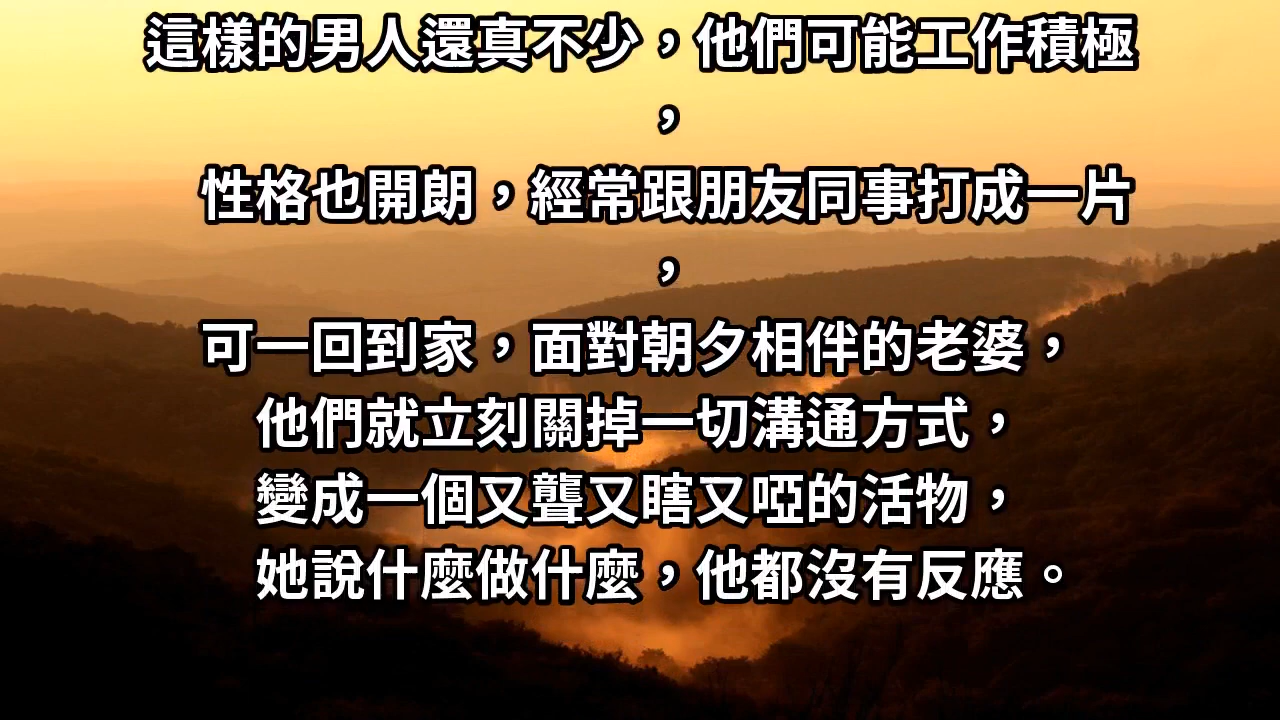 這樣的男人還真不少，他們可能工作積極
，
性格也開朗，經常跟朋友同事打成一片
，
可一回到家，面對朝夕相伴的老婆，
他們就立刻關掉一切溝通方式，
變成一個又聾又瞎又啞的活物，
她說什麼做什麼，他都沒有反應。